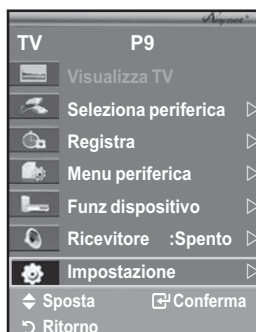 Anynet+
TV P9
Visualizza TV
Seleziona periferica
Registra
Menu periferica
Funz dispositivo
Ricevitore :Spento
Impostazione
Sposta Conferma
Ritorno